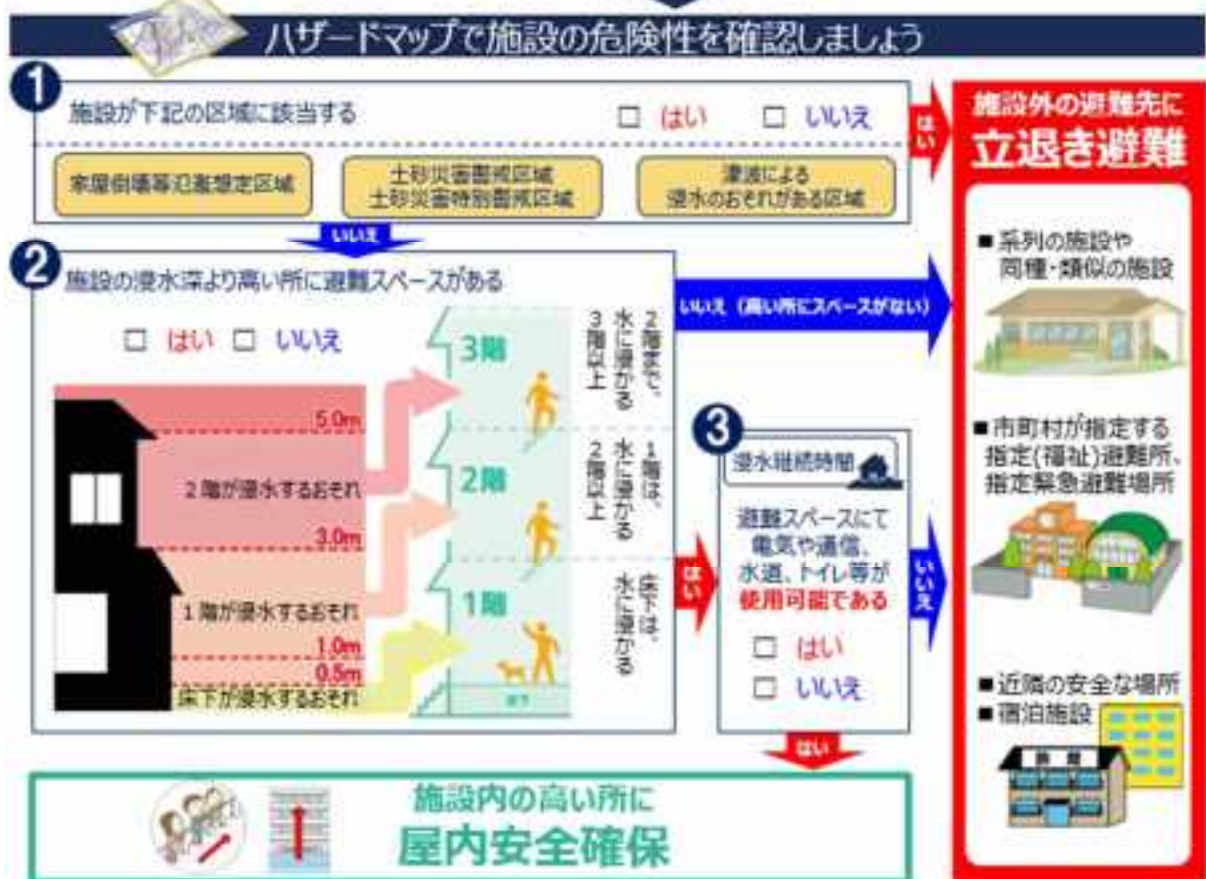 ハザードマップで施設の危険性を確認しましょう
1
施設が下記の区域に該当する
□ はい □ いいえ
家屋倒壊等氾濫想定区域
土砂災害警戒区域
土砂災害特別警戒区域
津波による
浸水のおそれがある区域
はい
いいえ
2
施設の浸水深より高い所に避難スペースがある
□ はい □ いいえ
5.0m
2階が浸水するおそれ
3.0m
1階が浸水するおそれ
1.0m
0.5m
床下が浸水するおそれ
3階
2階まで、
水に浸かる
3階以上
2階
1階は、
水に浸かる
2階以上
1階
床下は、
水に浸かる
床下
いいえ（高い所にスペースがない）
はい
3
浸水継続時間
避難スペースにて
電気や通信、
水道、トイレ等が
使用可能である
□ はい
□ いいえ
いいえ
はい
施設内の高い所に
屋内安全確保
施設外の避難先に
立退き避難
■系列の施設や
同種・類似の施設
■市町村が指定する
指定(福祉)避難所、
指定緊急避難場所
■近隣の安全な場所
■宿泊施設
旅館